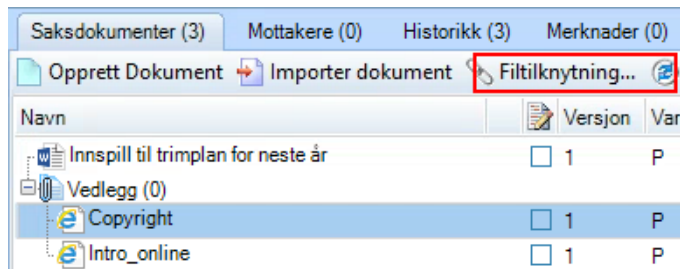 Saksdokumenter (3) Mottakere (0) Historikk (3) Merknader (0)
Opprett Dokument Importer dokument Filtilknytning...
Navn Versjon
Innspill til trimplan for neste år 1 P
Vedlegg (0)
Copyright 1 P
Intro_online 1 P